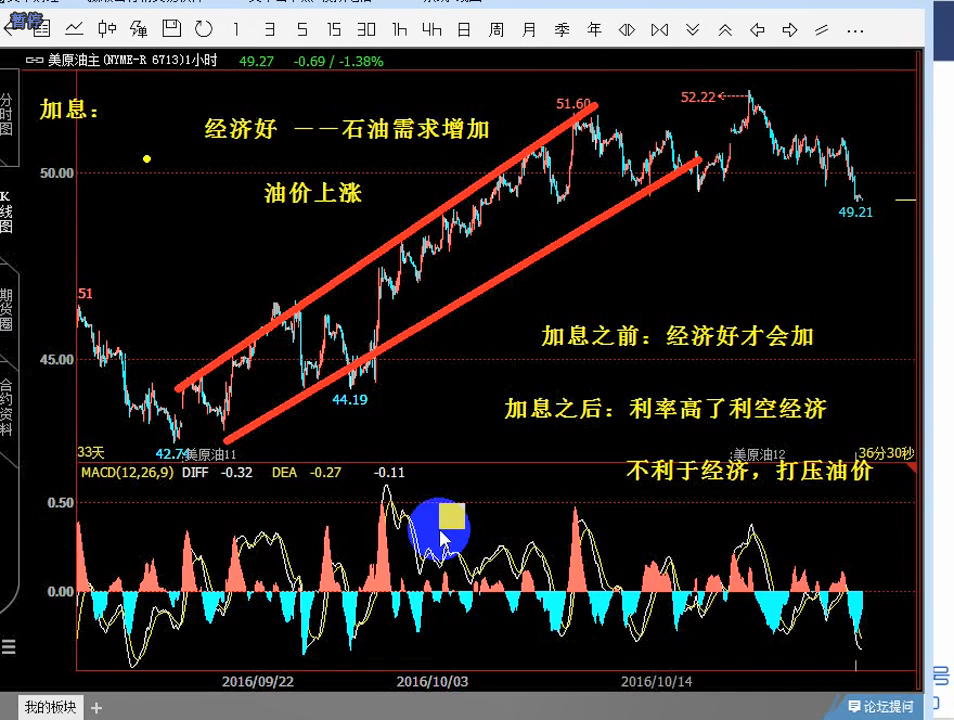 暂停
1 3 5 15 30 1h 4h 日 周 月 季 年
美原油主(NYME-R 6713)1小时 49.27 -0.69 / -1.38%
分时图
K线图
期货圈
合约资料
加息：
经济好 －－石油需求增加
油价上涨
51.60
52.22
50.00
49.21
51
加息之前：经济好才会加
45.00
44.19
加息之后：利率高了利空经济
33天
42.74
美原油11
美原油12
36分30秒
不利于经济，打压油价
MACD(12,26,9) DIFF -0.32 DEA -0.27 -0.11
0.50
0.00
2016/09/22
2016/10/03
2016/10/14
我的板块 +
论坛提问
号